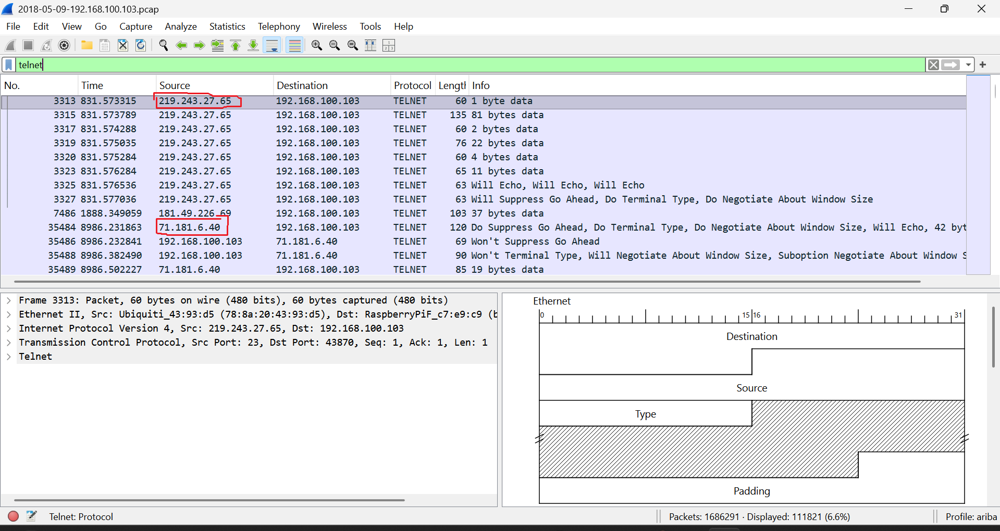 2018-05-09-192.168.100.103.pcap
File Edit View Go Capture Analyze Statistics Telephony Wireless Tools Help
telnet
No. Time Source Destination Protocol Lengtl Info
3313 831.573315 219.243.27.65 192.168.100.103 TELNET 60 1 byte data
3315 831.573789 219.243.27.65 192.168.100.103 TELNET 135 81 bytes data
3317 831.574288 219.243.27.65 192.168.100.103 TELNET 60 2 bytes data
3319 831.575035 219.243.27.65 192.168.100.103 TELNET 76 22 bytes data
3320 831.575284 219.243.27.65 192.168.100.103 TELNET 60 4 bytes data
3323 831.576284 219.243.27.65 192.168.100.103 TELNET 65 11 bytes data
3325 831.576536 219.243.27.65 192.168.100.103 TELNET 63 Will Echo, Will Echo, Will Echo
3327 831.577036 219.243.27.65 192.168.100.103 TELNET 63 Will Suppress Go Ahead, Do Terminal Type, Do Negotiate About Window Size
7486 1888.349059 181.49.226.69 192.168.100.103 TELNET 103 37 bytes data
35484 8986.231863 71.181.6.40 192.168.100.103 TELNET 120 Do Suppress Go Ahead, Do Terminal Type, Do Negotiate About Window Size, Will Echo, 42 byt
35486 8986.232841 192.168.100.103 71.181.6.40 TELNET 69 Won't Suppress Go Ahead
35488 8986.382490 192.168.100.103 71.181.6.40 TELNET 90 Won't Terminal Type, Will Negotiate About Window Size, Suboption Negotiate About Window S
35489 8986.502227 71.181.6.40 192.168.100.103 TELNET 85 19 bytes data
Frame 3313: Packet, 60 bytes on wire (480 bits), 60 bytes captured (480 bits)
Ethernet II, Src: Ubiquiti_43:93:d5 (78:8a:20:43:93:d5), Dst: RaspberryPiF_c7:e9:c9 (b
Internet Protocol Version 4, Src: 219.243.27.65, Dst: 192.168.100.103
Transmission Control Protocol, Src Port: 23, Dst Port: 43870, Seq: 1, Ack: 1, Len: 1
Telnet
Ethernet
0 15 16 31
Destination
Source
Type
Padding
Telnet: Protocol
Packets: 1686291 · Displayed: 111821 (6.6%)
Profile: ariba